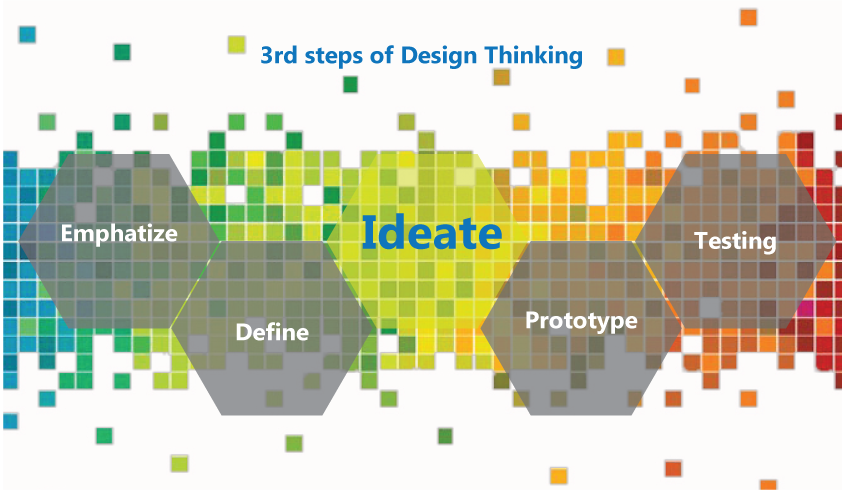 3rd steps of Design Thinking
Emphatize
Define
Ideate
Prototype
Testing